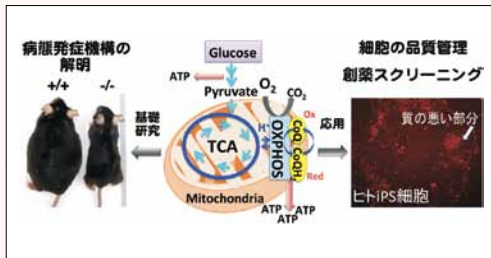 病態発症機構の
解明
+/+
-/-
基礎
研究
Glucose
ATP
Pyruvate
O2
CO2
H+
TCA
OXPHOS
CoQ
CoQH2
Ox
Red
Mitochondria
ATP ATP
ATP
応用
細胞の品質管理
創薬スクリーニング
質の悪い部分
ヒトiPS細胞